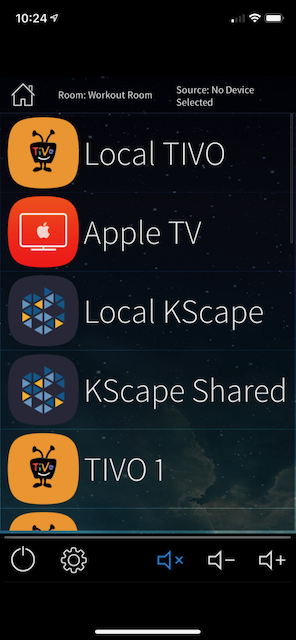 10:24
Room: Workout Room
Source: No Device
Selected
TiVo
Local TIVO
Apple TV
Local KScape
KScape Shared
TiVo
TIVO 1